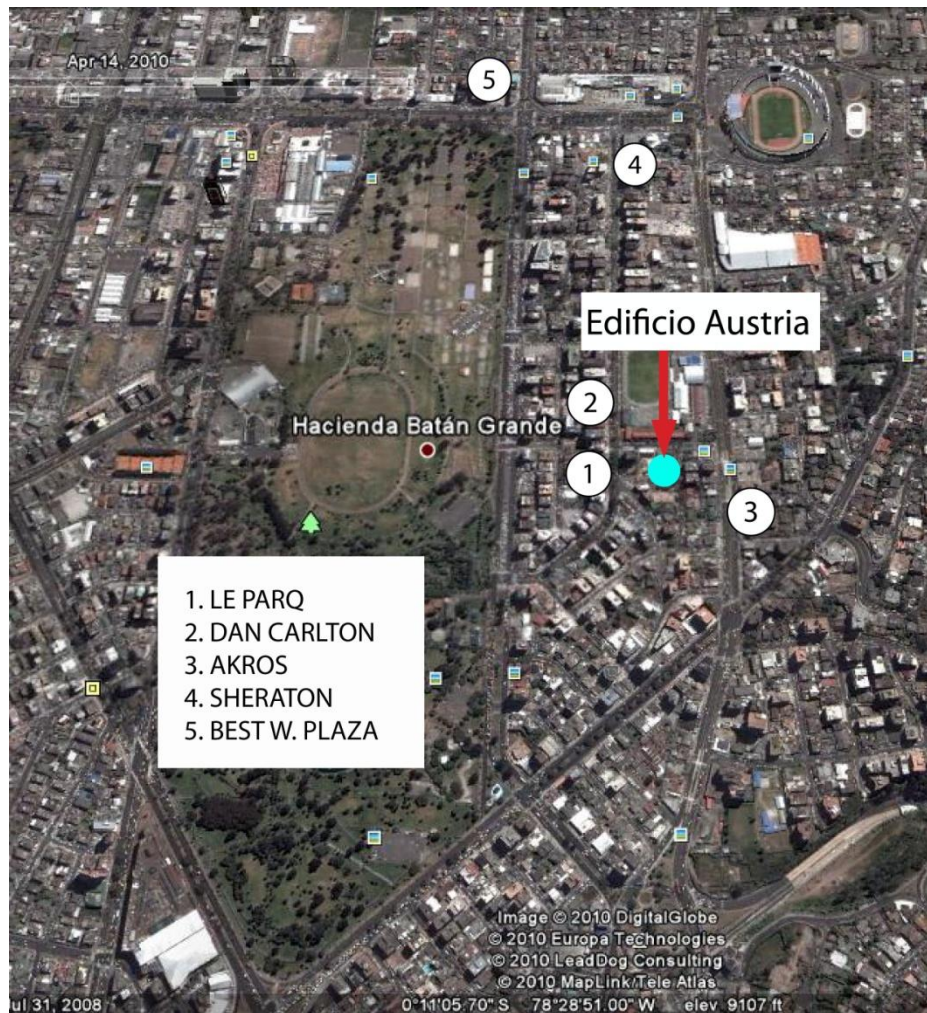 Apr 14, 2010
5
4
Edificio Austria
2
Hacienda Batán Grande
1
3
1. LE PARQ
2. DAN CARLTON
3. AKROS
4. SHERATON
5. BEST W. PLAZA
Image © 2010 DigitalGlobe
© 2010 Europa Technologies
© 2010 LeadDog Consulting
© 2010 MapLink/Tele Atlas
Jul 31, 2008
0°11'05.70" S 78°28'51.00" W elev 9107 ft